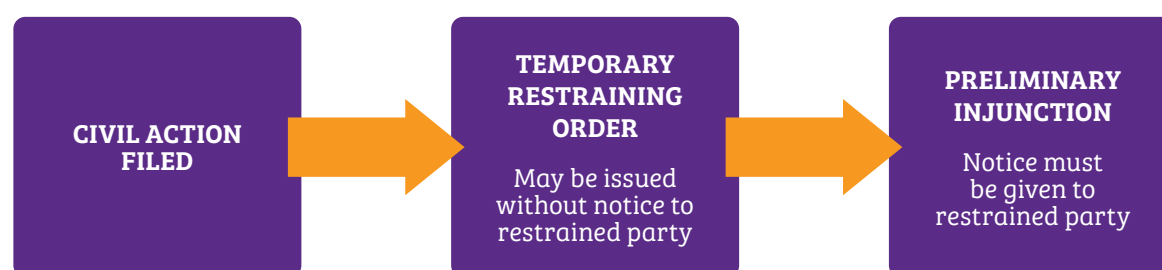 CIVIL ACTION
FILED
TEMPORARY
RESTRAINING
ORDER
May be issued
without notice to
restrained party
PRELIMINARY
INJUNCTION
Notice must
be given to
restrained party